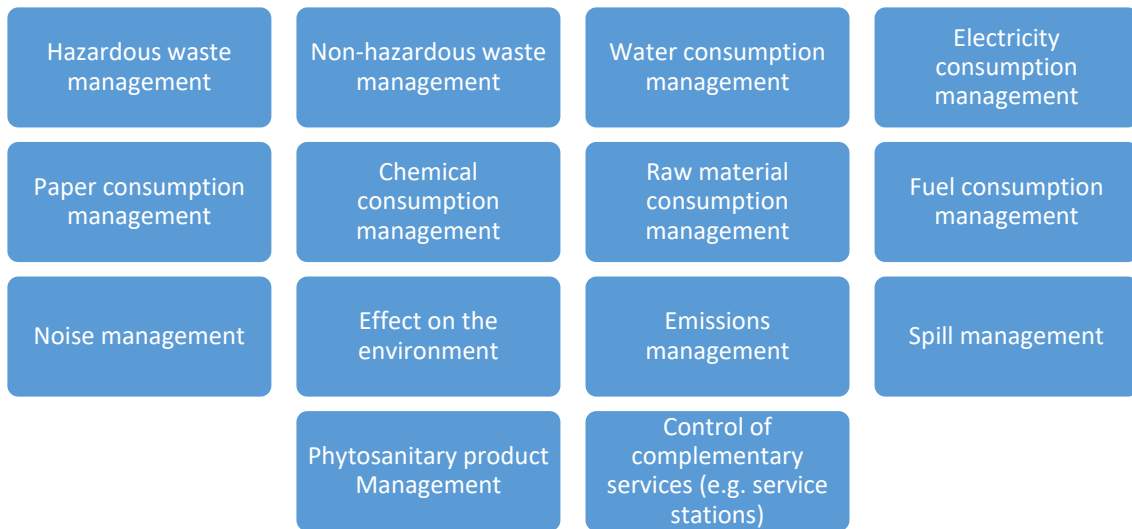 Hazardous waste
management
Non-hazardous waste
management
Water consumption
management
Electricity
consumption
management
Paper consumption
management
Chemical
consumption
management
Raw material
consumption
management
Fuel consumption
management
Noise management
Effect on the
environment
Emissions
management
Spill management
Phytosanitary product
Management
Control of
complementary
services (e.g. service
stations)